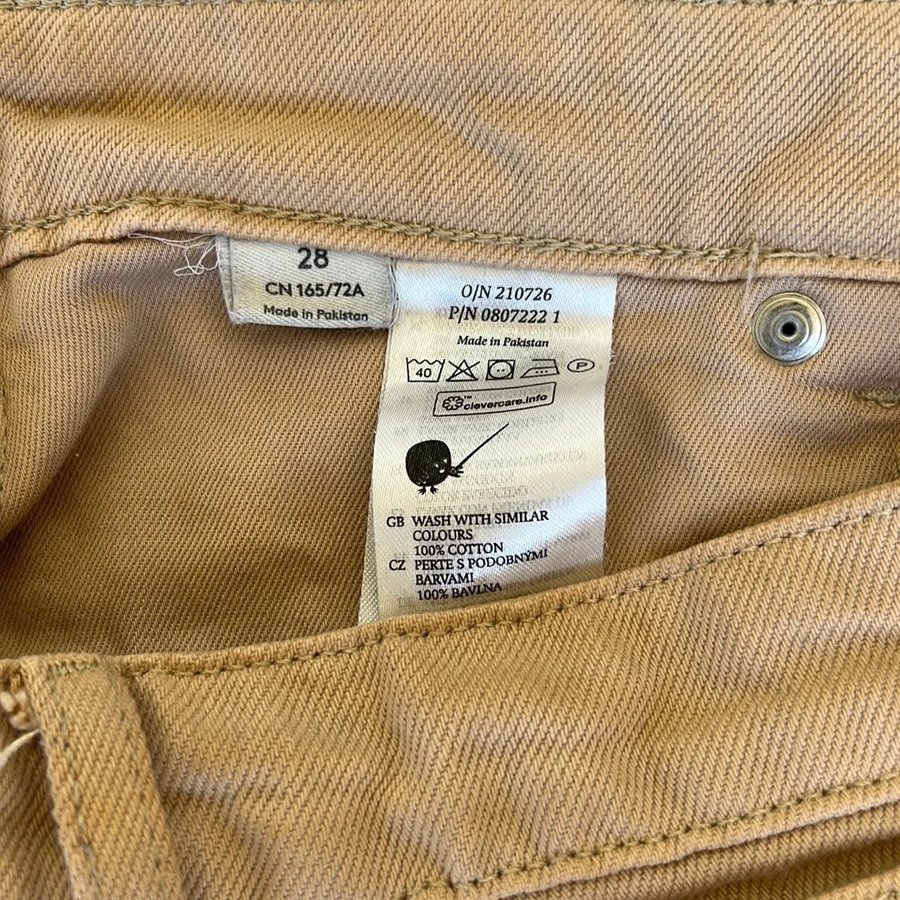 28
CN 165/72A
Made in Pakistan
O/N 210726
P/N 0807222 1
Made in Pakistan
40
P
clevercare.info
GB WASH WITH SIMILAR
COLOURS
100% COTTON
CZ PERTE S PODOBNÝMI
BARVAMI
100% BAVLNA